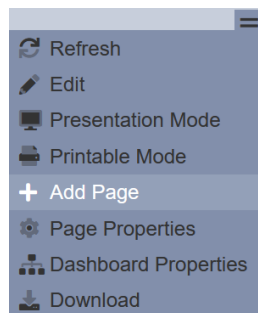 Refresh
Edit
Presentation Mode
Printable Mode
Add Page
Page Properties
Dashboard Properties
Download